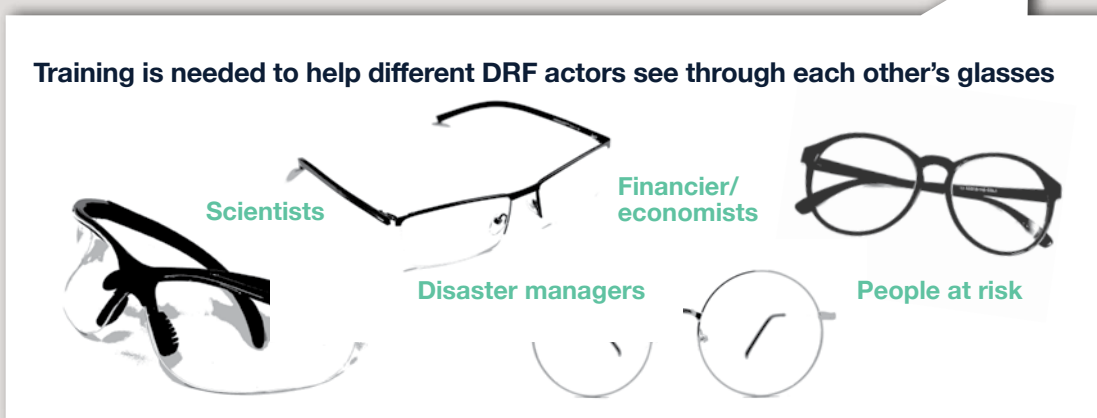 Training is needed to help different DRF actors see through each other’s glasses
Scientists
Financier/
economists
Disaster managers
People at risk